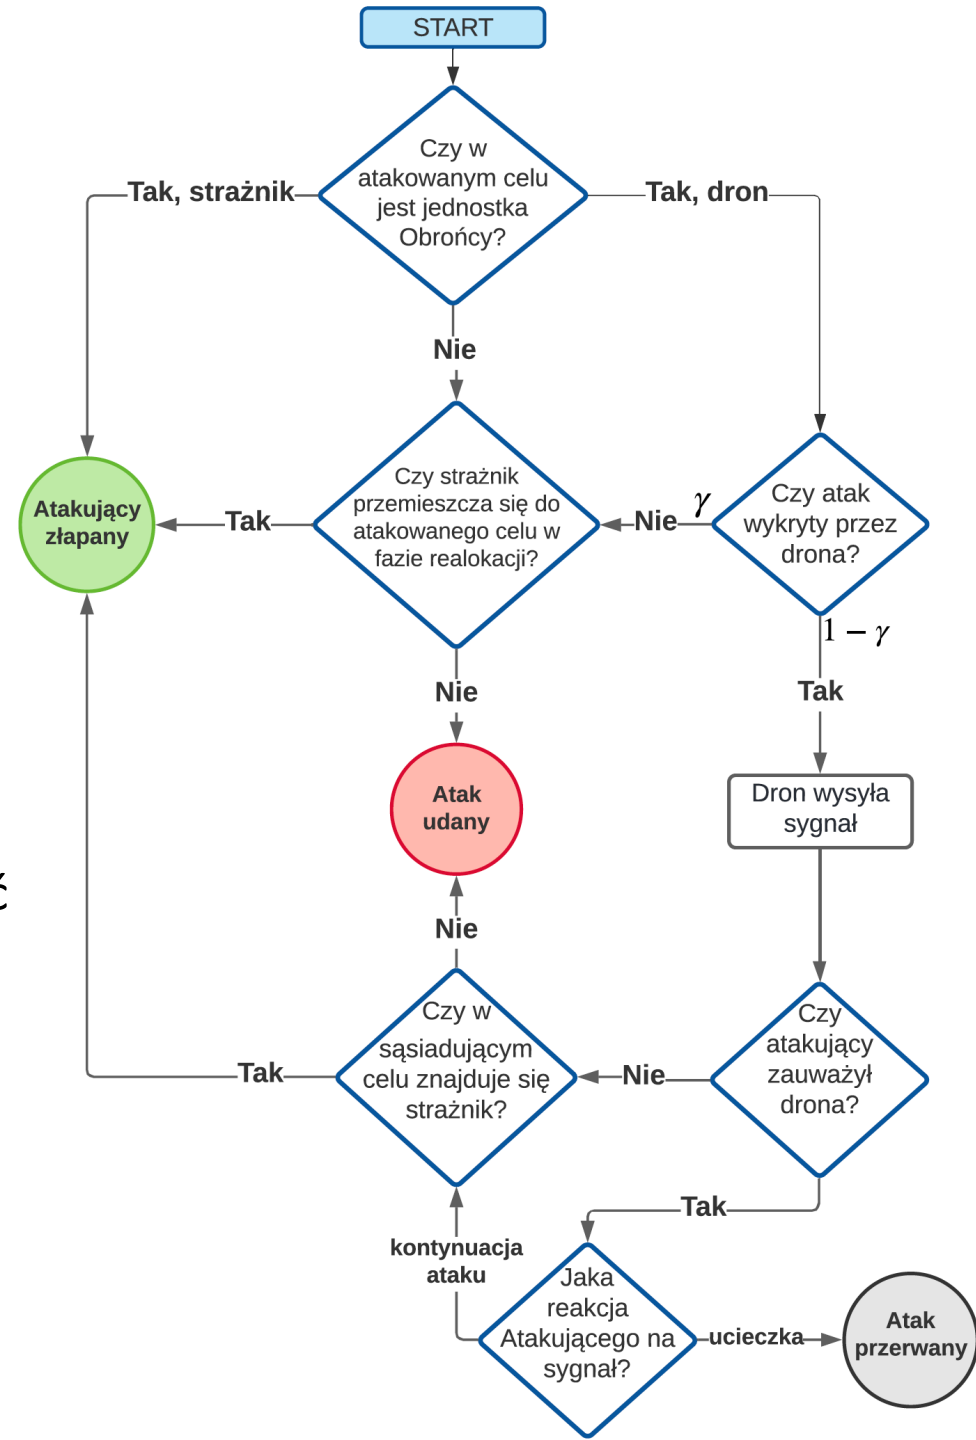 START
Czy w
atakowanym celu
jest jednostka
Obrońcy?
Tak, strażnik
Tak, dron
Nie
Czy strażnik
przemieszcza się do
atakowanego celu w
fazie realokacji?
Czy atak
wykryty przez
drona?
γ
Nie
Tak
Atakujący
złapany
1 − γ
Tak
Nie
Dron wysyła
sygnał
Atak
udany
ć
Nie
Czy w
sąsiadującym
celu znajduje się
strażnik?
Czy
atakujący
zauważył
drona?
Nie
Tak
Tak
kontynuacja
ataku
Jaka
reakcja
Atakującego na
sygnał?
ucieczka
Atak
przerwany